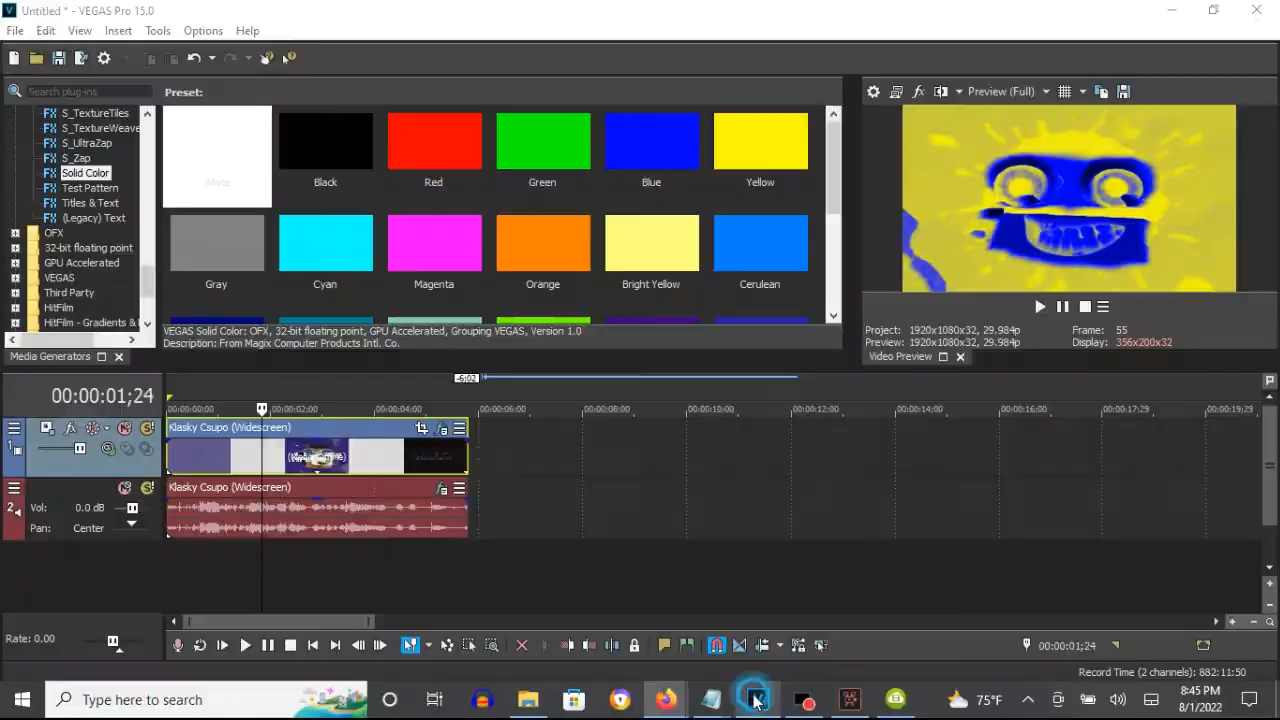 Untitled * - VEGAS Pro 15.0
File Edit View Insert Tools Options Help
Search plug-ins
Preset:
Preview (Full)
S_TextureTiles
S_TextureWeave
S_UltraZap
S_Zap
Solid Color
Test Pattern
Titles & Text
(Legacy) Text
OFX
32-bit floating point
GPU Accelerated
VEGAS
Third Party
HitFilm
HitFilm - Gradients &
White Black Red Green Blue Yellow
Gray Cyan Magenta Orange Bright Yellow Cerulean
VEGAS Solid Color: OFX, 32-bit floating point, GPU Accelerated, Grouping VEGAS, Version 1.0
Description: From Magix Computer Products Intl. Co.
Project: 1920x1080x32, 29.984p Frame: 55
Preview: 1920x1080x32, 29.984p Display: 356x200x32
Media Generators
Video Preview
00:00:01;24
-6:02
00:00:00;00 00:00:02;00 00:00:04;00 00:00:06;00 00:00:08;00 00:00:10;00 00:00:12;00 00:00:14;00 00:00:16;00 00:00:17;29 00:00:19;29
Klasky Csupo (Widescreen)
1
Klasky Csupo (Widescreen)
2
Vol: 0.0 dB
Pan: Center
Rate: 0.00
00:00:01;24
Record Time (2 channels): 882:11:50
Type here to search
75°F
8:45 PM
8/1/2022